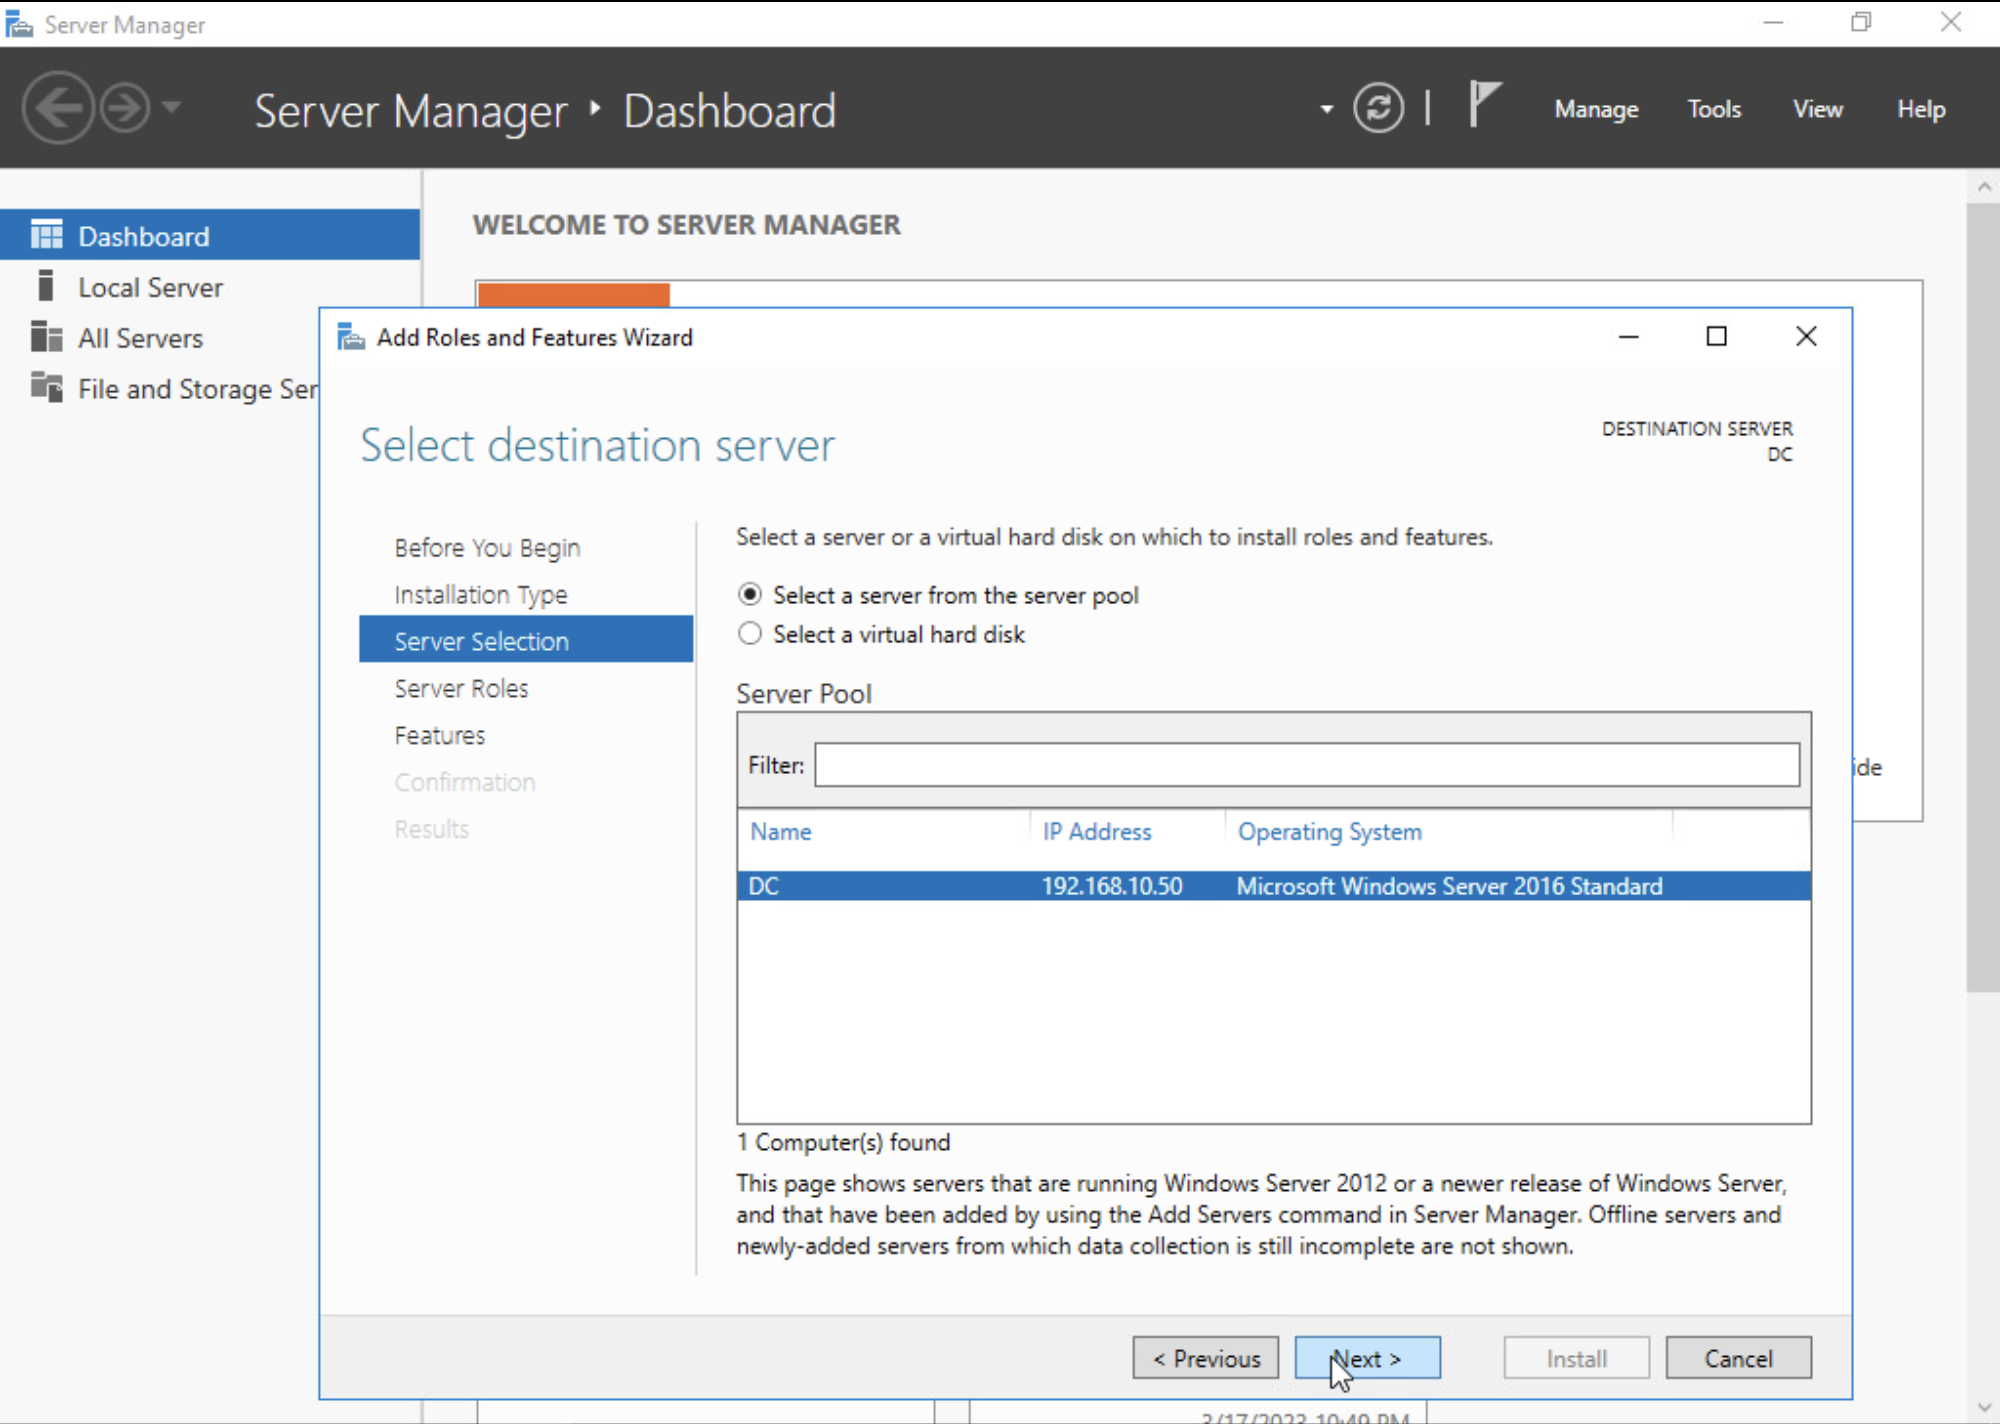 Server Manager
Server Manager ‣ Dashboard
Manage
Tools
View
Help
Dashboard
Local Server
All Servers
File and Storage Ser
WELCOME TO SERVER MANAGER
Add Roles and Features Wizard
Select destination server
DESTINATION SERVER
DC
Before You Begin
Installation Type
Server Selection
Server Roles
Features
Confirmation
Results
Select a server or a virtual hard disk on which to install roles and features.
Select a server from the server pool
Select a virtual hard disk
Server Pool
Filter:
Name IP Address Operating System
DC 192.168.10.50 Microsoft Windows Server 2016 Standard
1 Computer(s) found
This page shows servers that are running Windows Server 2012 or a newer release of Windows Server,
and that have been added by using the Add Servers command in Server Manager. Offline servers and
newly-added servers from which data collection is still incomplete are not shown.
ide
< Previous
Next >
Install
Cancel
3/17/2023 10:49 PM